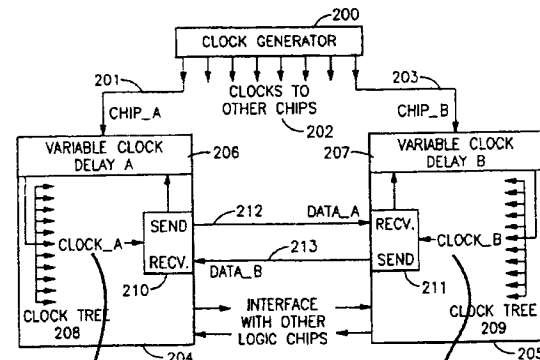 200
CLOCK GENERATOR
201
203
CLOCKS TO
OTHER CHIPS
202
CHIP_A
CHIP_B
VARIABLE CLOCK
DELAY A
206
207
VARIABLE CLOCK
DELAY B
212
DATA_A
SEND
RECV.
CLOCK_A
CLOCK_B
213
RECV.
SEND
DATA_B
210
211
INTERFACE
WITH OTHER
LOGIC CHIPS
CLOCK TREE
208
CLOCK TREE
209
204
205